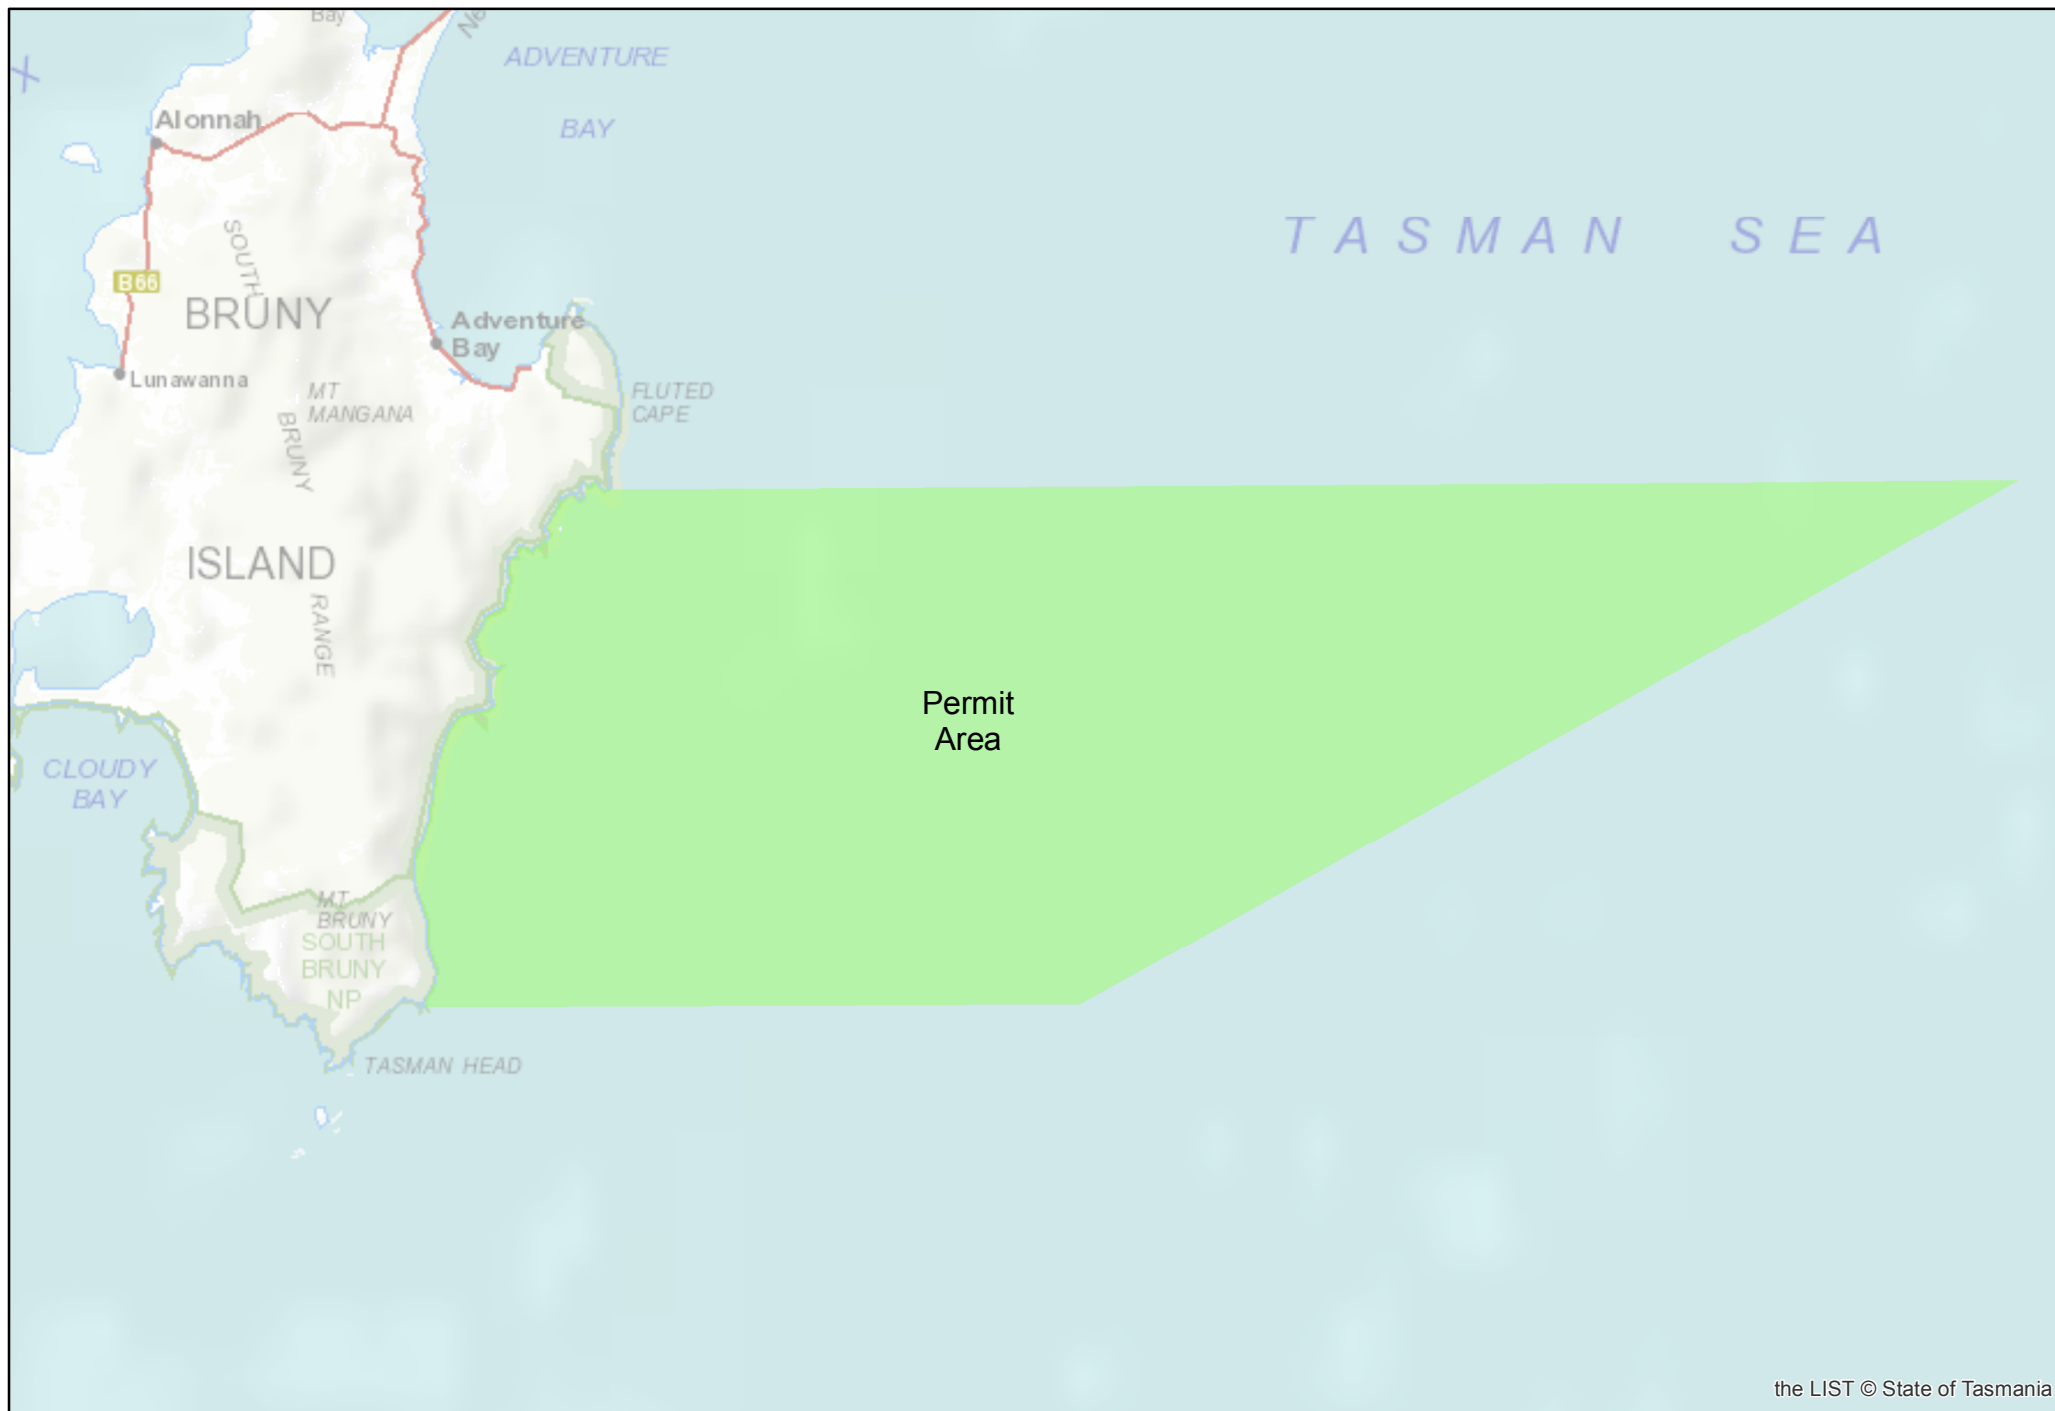 Bay
ADVENTURE
BAY
Alonnah
TASMAN SEA
SOUTH
B66
BRUNY
Adventure
Bay
Lunawanna
MT
MANGANA
FLUTED
CAPE
BRUNY
ISLAND
RANGE
Permit
Area
CLOUDY
BAY
MT
BRUNY
SOUTH
BRUNY
NP
TASMAN HEAD
the LIST © State of Tasmania